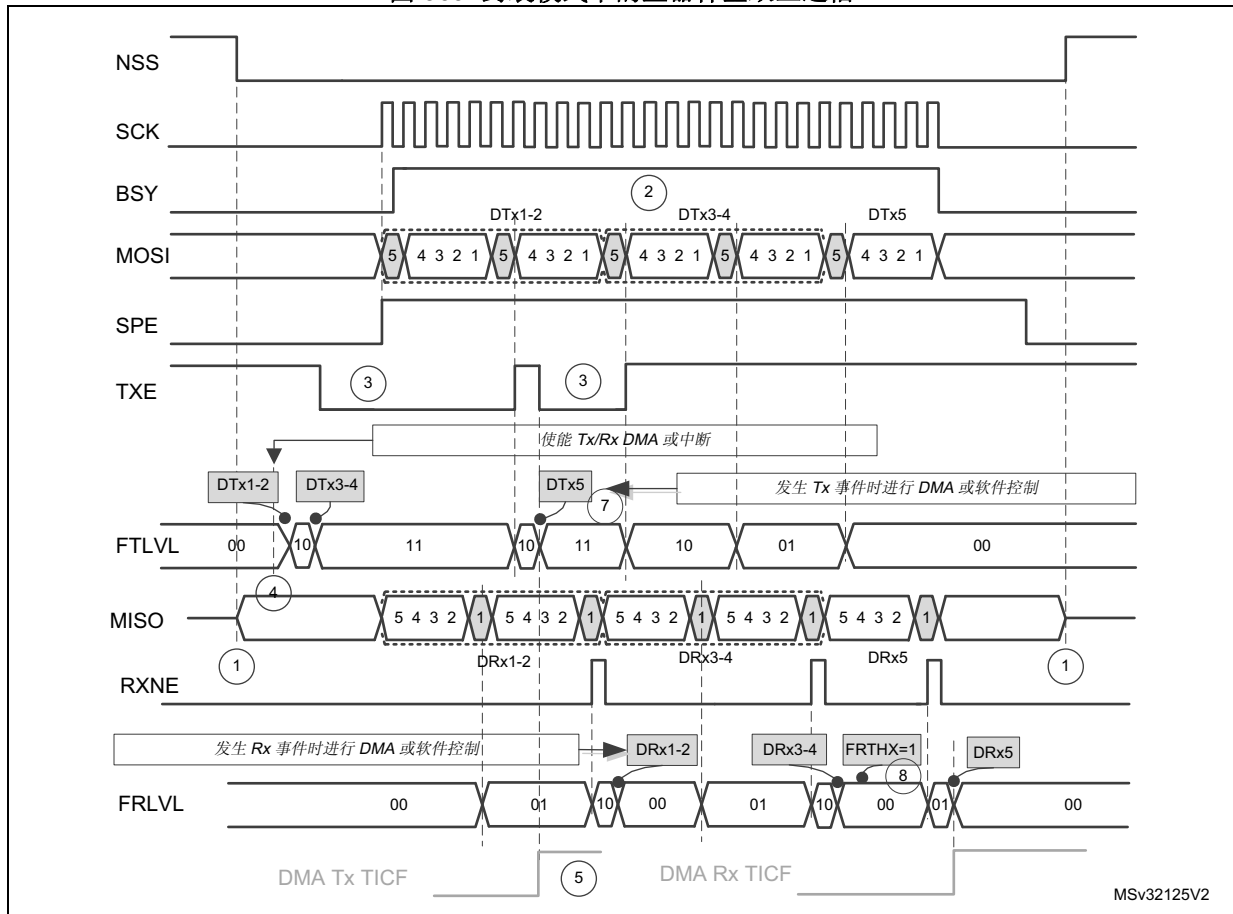 NSS
SCK
BSY
2
DTx1-2
DTx3-4
DTx5
MOSI
5 4 3 2 1 5 4 3 2 1 5 4 3 2 1 5 4 3 2 1 5 4 3 2 1
SPE
TXE
3
3
使能 Tx/Rx DMA 或中断
DTx1-2
DTx3-4
DTx5
发生 Tx 事件时进行 DMA 或软件控制
7
FTLVL
00 10 11 10 11 10 01 00
4
MISO
5 4 3 2 1 5 4 3 2 1 5 4 3 2 1 5 4 3 2 1 5 4 3 2 1
1
DRx1-2
DRx3-4
DRx5
1
RXNE
发生 Rx 事件时进行 DMA 或软件控制
DRx1-2
DRx3-4
FRTHX=1
DRx5
8
FRLVL
00 01 10 00 01 10 00 01 00
DMA Tx TICF
5
DMA Rx TICF
MSv32125V2